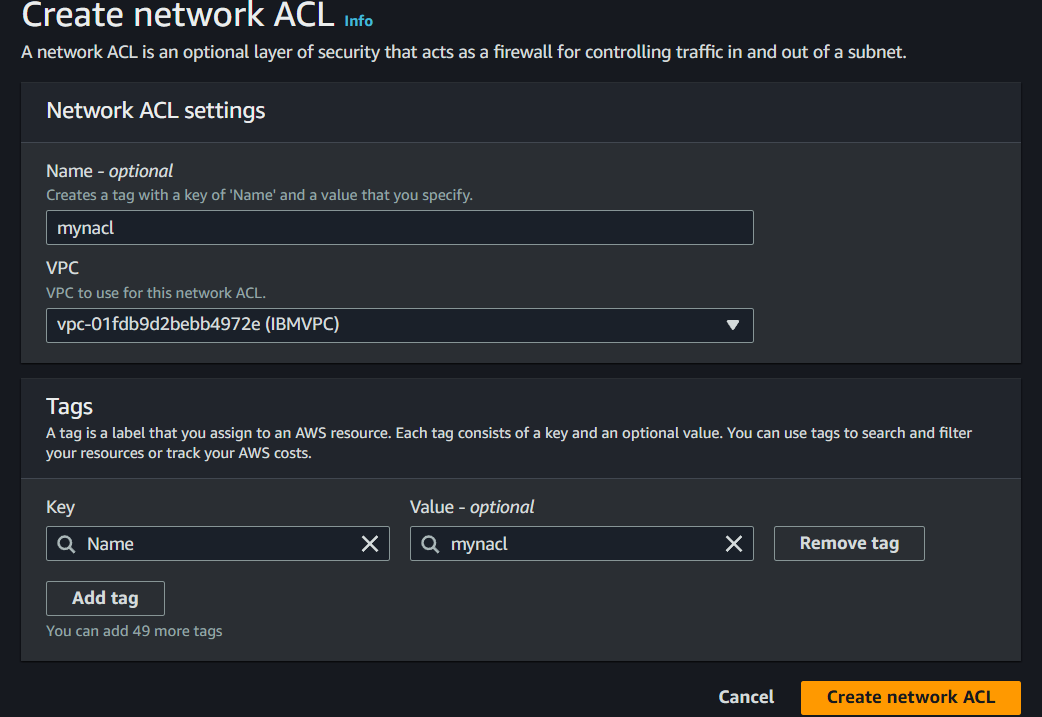 Create network ACL Info
A network ACL is an optional layer of security that acts as a firewall for controlling traffic in and out of a subnet.
Network ACL settings
Name - optional
Creates a tag with a key of 'Name' and a value that you specify.
mynacl
VPC
VPC to use for this network ACL.
vpc-01fdb9d2bebb4972e (IBMVPC)
Tags
A tag is a label that you assign to an AWS resource. Each tag consists of a key and an optional value. You can use tags to search and filter
your resources or track your AWS costs.
Key Value - optional
Name mynacl Remove tag
Add tag
You can add 49 more tags
Cancel Create network ACL